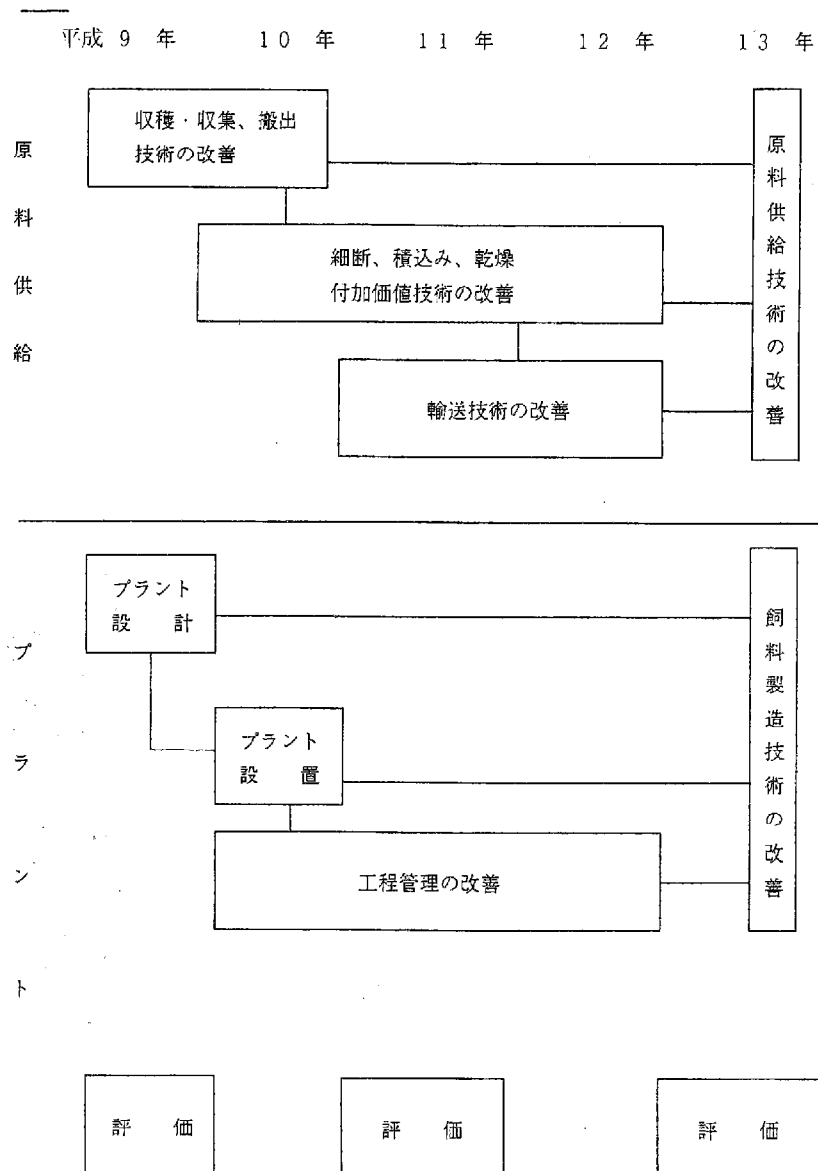 平成 9 年 10 年 11 年 12 年 13 年
原料供給
収穫・収集、搬出
技術の改善
細断、積込み、乾燥
付加価値技術の改善
輸送技術の改善
原料供給技術の改善
プラント
プラント
設 計
プラント
設 置
工程管理の改善
飼料製造技術の改善
評 価
評 価
評 価